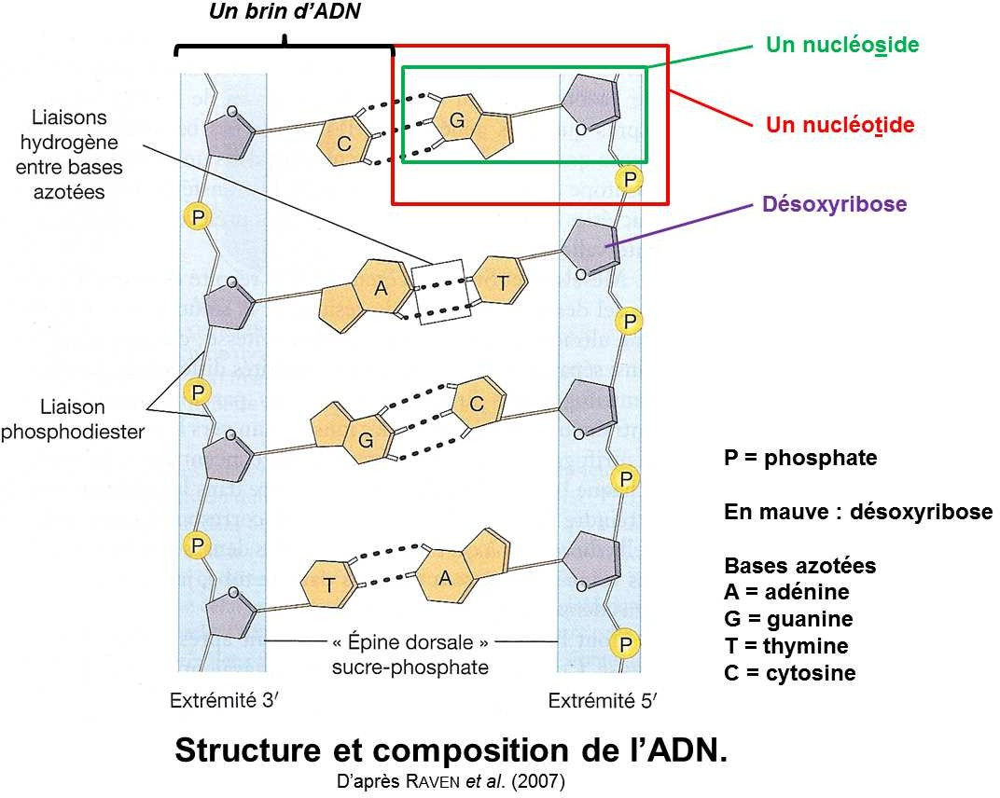 Un brin d’ADN
Un nucléoside
Un nucléotide
Désoxyribose
Liaisons
hydrogène
entre bases
azotées
O
C
G
O
P
P
O
A
T
O
P
P
Liaison
phosphodiester
O
G
C
O
P
P
O
T
A
O
P
« Épine dorsale »
sucre-phosphate
Extrémité 3′
Extrémité 5′
P = phosphate
En mauve : désoxyribose
Bases azotées
A = adénine
G = guanine
T = thymine
C = cytosine
Structure et composition de l’ADN.
D’après RAVEN et al. (2007)